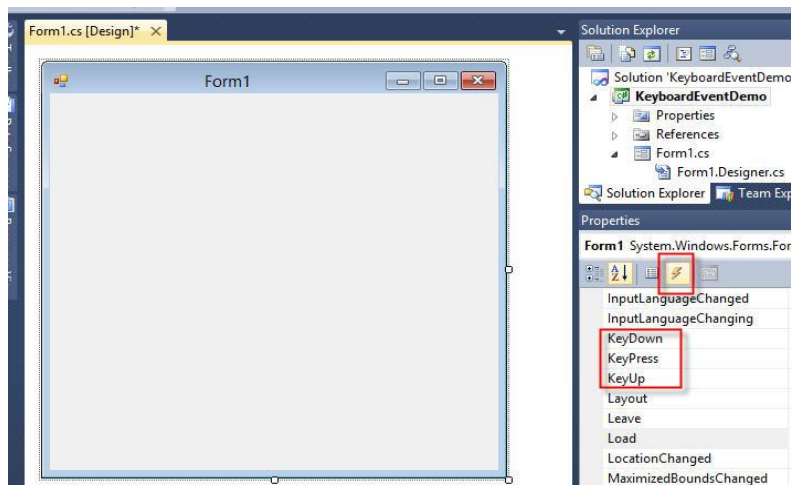 Form1.cs [Design]*
Form1
Solution Explorer
Solution 'KeyboardEventDemo
KeyboardEventDemo
Properties
References
Form1.cs
Form1.Designer.cs
Solution Explorer
Team Exp
Properties
Form1 System.Windows.Forms.For
InputLanguageChanged
InputLanguageChanging
KeyDown
KeyPress
KeyUp
Layout
Leave
Load
LocationChanged
MaximizedBoundsChanged